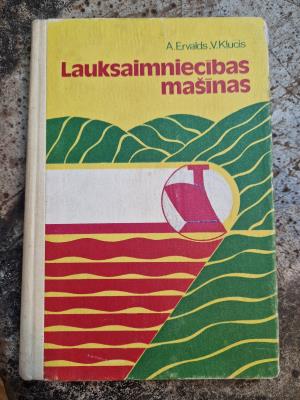 A. Ervalds, V. Klucis
Lauksaimniecības
mašīnas